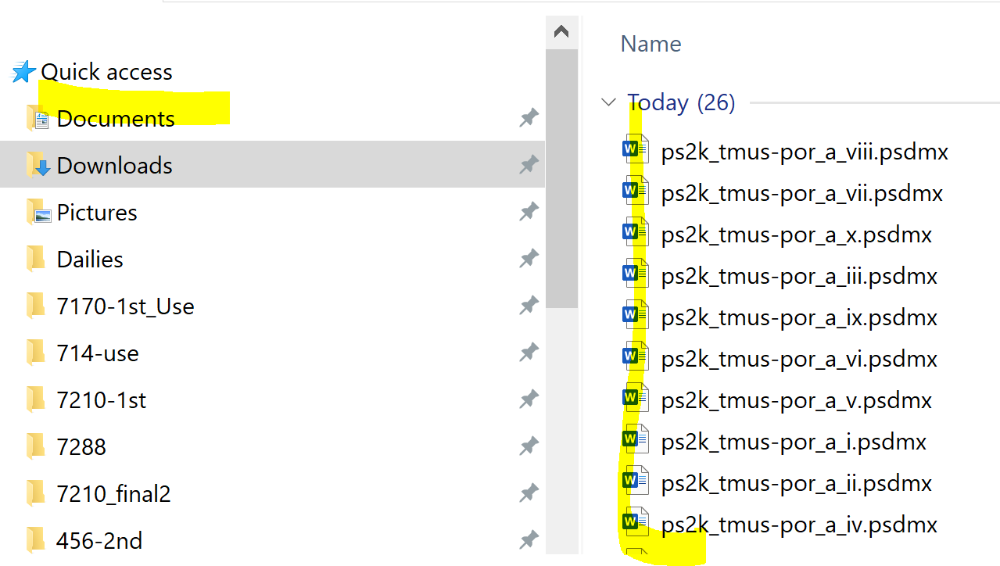 Quick access
Documents
Downloads
Pictures
Dailies
7170-1st_Use
714-use
7210-1st
7288
7210_final2
456-2nd
Name
Today (26)
ps2k_tmus-por_a_viii.psdmx
ps2k_tmus-por_a_vii.psdmx
ps2k_tmus-por_a_x.psdmx
ps2k_tmus-por_a_iii.psdmx
ps2k_tmus-por_a_ix.psdmx
ps2k_tmus-por_a_vi.psdmx
ps2k_tmus-por_a_v.psdmx
ps2k_tmus-por_a_i.psdmx
ps2k_tmus-por_a_ii.psdmx
ps2k_tmus-por_a_iv.psdmx